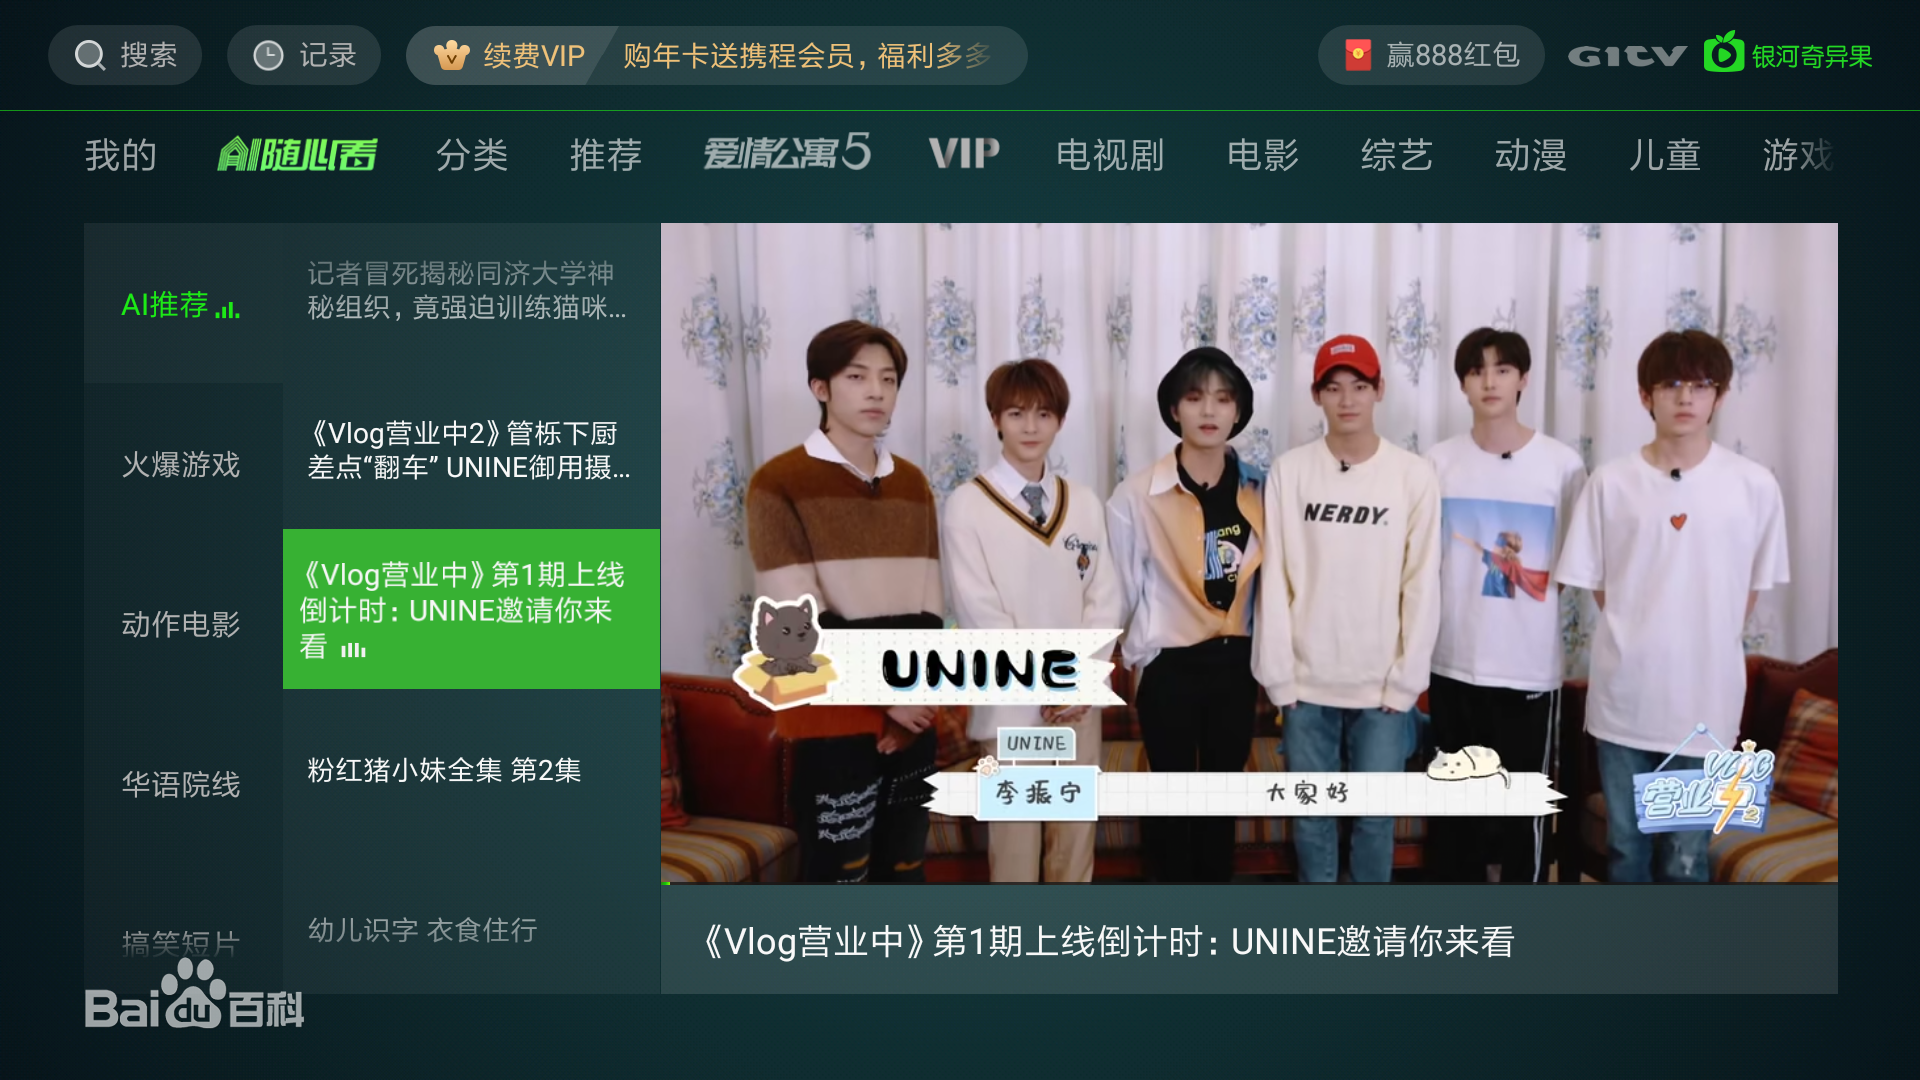 搜索
记录
续费VIP
购年卡送携程会员，福利多多
赢888红包
GITV
银河奇异果
我的
AI随心看
分类
推荐
爱情公寓5
VIP
电视剧
电影
综艺
动漫
儿童
游戏
AI推荐
火爆游戏
动作电影
华语院线
搞笑短片
记者冒死揭秘同济大学神
秘组织，竟强迫训练猫咪...
《Vlog营业中2》管栎下厨
差点“翻车” UNINE御用摄...
《Vlog营业中》第1期上线
倒计时：UNINE邀请你来
看
粉红猪小妹全集 第2集
幼儿识字 衣食住行
NERDY.
UNINE
UNINE
李振宁
大家好
VLOG
营业中2
《Vlog营业中》第1期上线倒计时：UNINE邀请你来看
Baidu百科